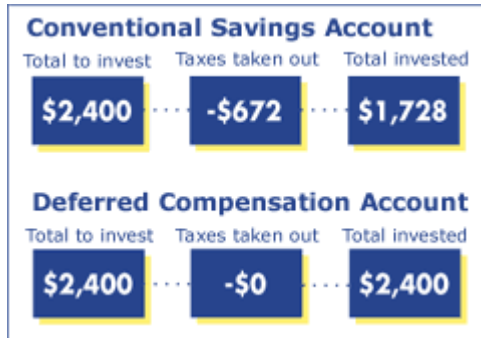 Conventional Savings Account
Total to invest Taxes taken out Total invested
$2,400 -$672 $1,728
Deferred Compensation Account
Total to invest Taxes taken out Total invested
$2,400 -$0 $2,400